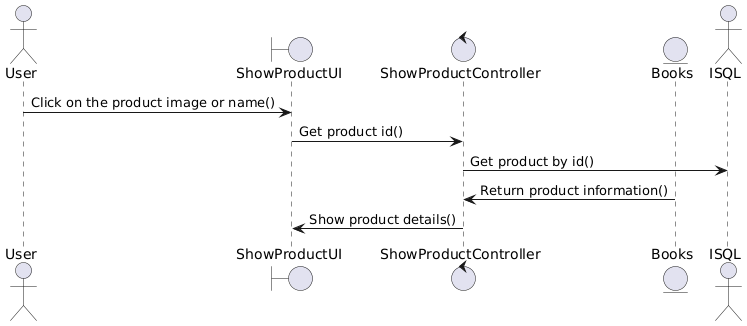 User ShowProductUI ShowProductController Books ISQL
Click on the product image or name()
Get product id()
Get product by id()
Return product information()
Show product details()
User ShowProductUI ShowProductController Books ISQL